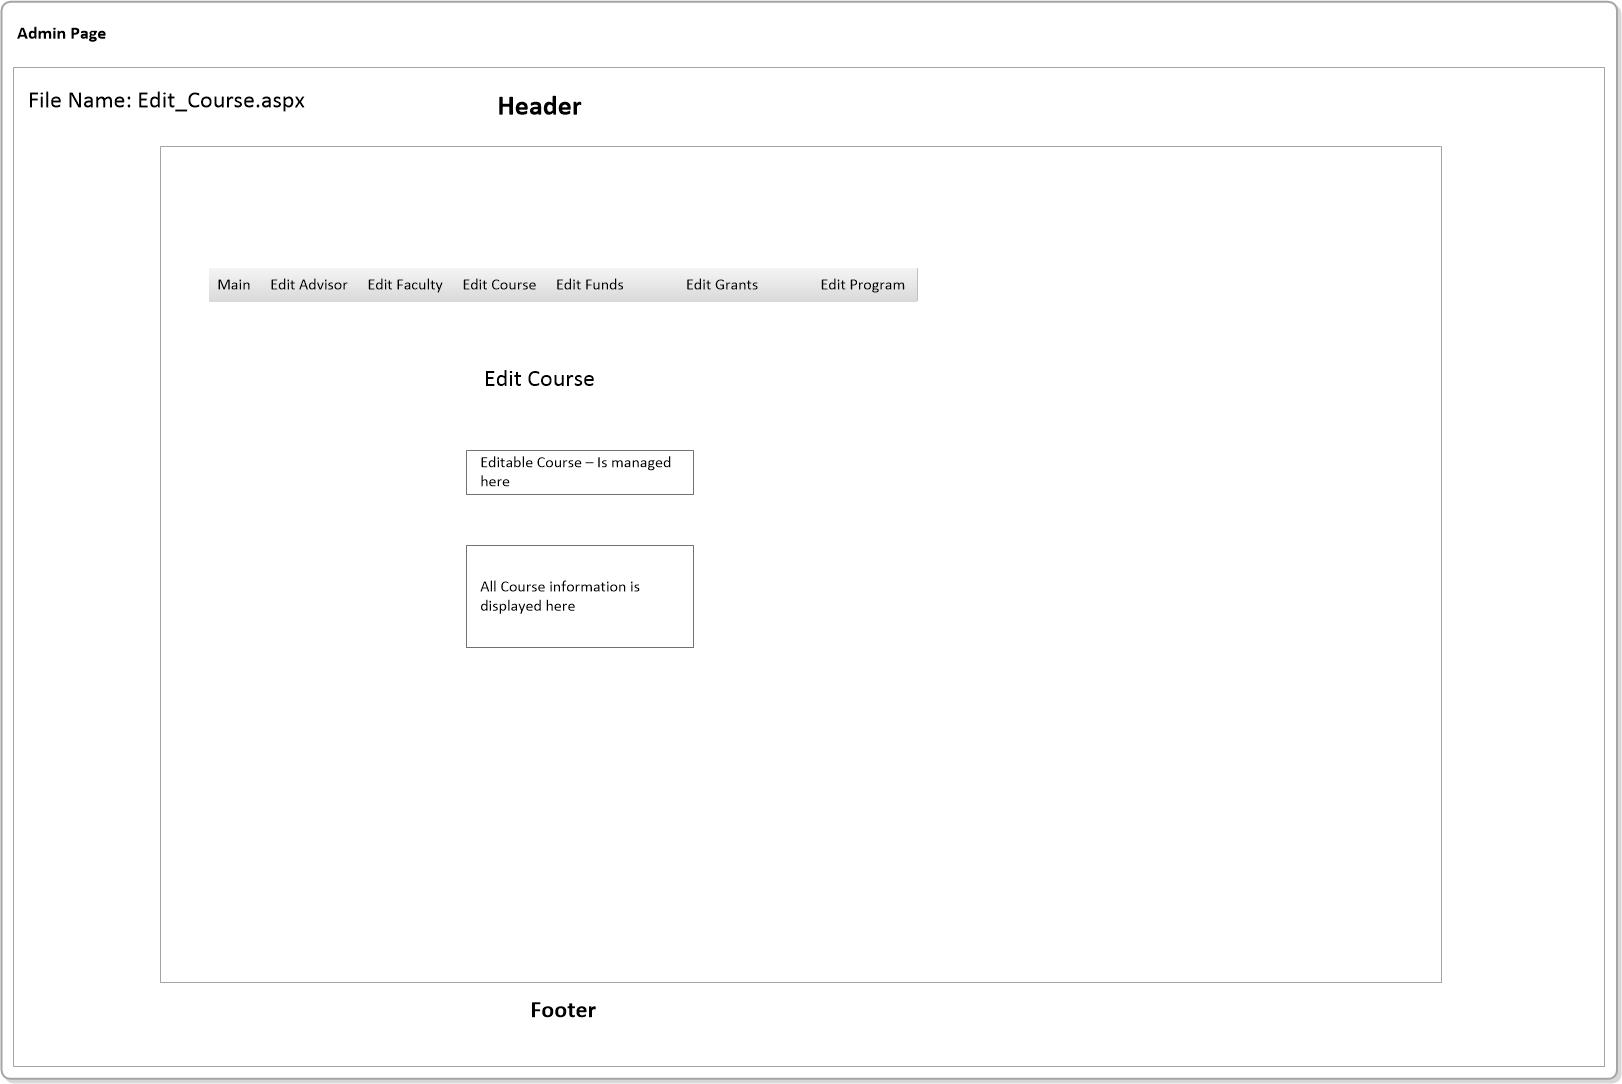 Admin Page
File Name: Edit_Course.aspx
Header
Main Edit Advisor Edit Faculty Edit Course Edit Funds Edit Grants Edit Program
Edit Course
Editable Course – Is managed
here
All Course information is
displayed here
Footer